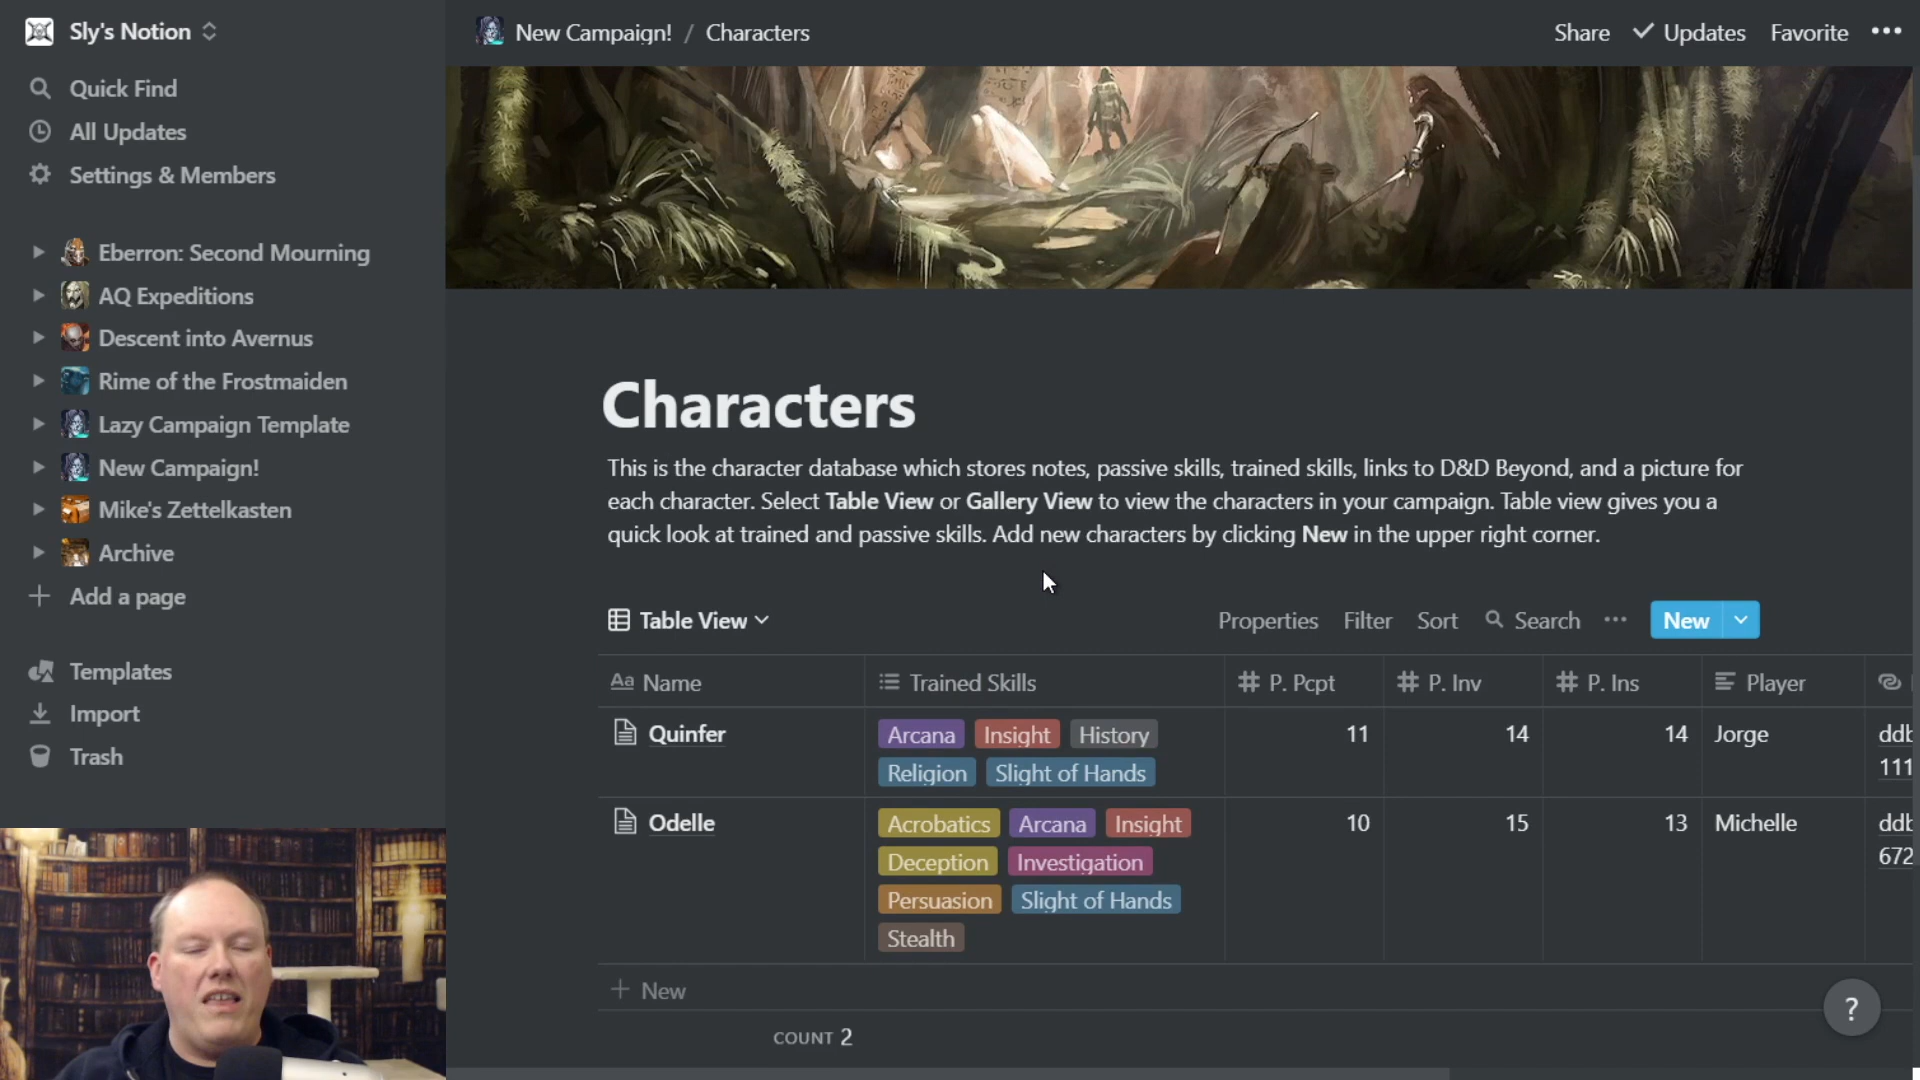 Sly's Notion
New Campaign! / Characters
Share
Updates
Favorite
Quick Find
All Updates
Settings & Members
Eberron: Second Mourning
AQ Expeditions
Descent into Avernus
Rime of the Frostmaiden
Lazy Campaign Template
New Campaign!
Mike's Zettelkasten
Archive
Add a page
Templates
Import
Trash
Characters
This is the character database which stores notes, passive skills, trained skills, links to D&D Beyond, and a picture for
each character. Select Table View or Gallery View to view the characters in your campaign. Table view gives you a
quick look at trained and passive skills. Add new characters by clicking New in the upper right corner.
Table View
Properties Filter Sort Search New
Aa Name Trained Skills # P. Pcpt # P. Inv # P. Ins Player
Quinfer Arcana Insight History 11 14 14 Jorge ddb
Religion Slight of Hands 111
Odelle Acrobatics Arcana Insight 10 15 13 Michelle ddb
Deception Investigation 672
Persuasion Slight of Hands
Stealth
+ New
COUNT 2
?